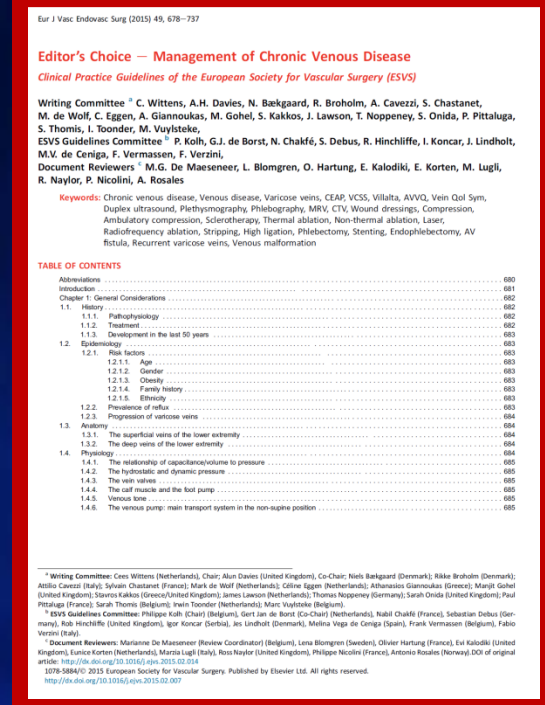 Eur J Vasc Endovasc Surg (2015) 49, 678–737
Editor's Choice — Management of Chronic Venous Disease
Clinical Practice Guidelines of the European Society for Vascular Surgery (ESVS)
Writing Committee a C. Wittens, A.H. Davies, N. Bækgaard, R. Broholm, A. Cavezzi, S. Chastanet,
M. de Wolf, C. Eggen, A. Giannoukas, M. Gohel, S. Kakkos, J. Lawson, T. Noppeney, S. Onida, P. Pittaluga,
S. Thomis, I. Toonder, M. Vuylsteke,
ESVS Guidelines Committee b P. Kolh, G.J. de Borst, N. Chakfé, S. Debus, R. Hinchliffe, I. Koncar, J. Lindholt,
M.V. de Ceniga, F. Vermassen, F. Verzini,
Document Reviewers c M.G. De Maeseneer, L. Blomgren, O. Hartung, E. Kalodiki, E. Korten, M. Lugli,
R. Naylor, P. Nicolini, A. Rosales
Keywords: Chronic venous disease, Venous disease, Varicose veins, CEAP, VCSS, Villalta, AVVQ, Vein Qol Sym,
Duplex ultrasound, Plethysmography, Phlebography, MRV, CTV, Wound dressings, Compression,
Ambulatory compression, Sclerotherapy, Thermal ablation, Non-thermal ablation, Laser,
Radiofrequency ablation, Stripping, High ligation, Phlebectomy, Stenting, Endophlebectomy, AV
fistula, Recurrent varicose veins, Venous malformation
TABLE OF CONTENTS
Abbreviations 680
Introduction 681
Chapter 1: General Considerations 682
1.1. History 682
1.1.1. Pathophysiology 682
1.1.2. Treatment 682
1.1.3. Development in the last 50 years 683
1.2. Epidemiology 683
1.2.1. Risk factors 683
1.2.1.1. Age 683
1.2.1.2. Gender 683
1.2.1.3. Obesity 683
1.2.1.4. Family history 683
1.2.1.5. Ethnicity 683
1.2.2. Prevalence of reflux 683
1.2.3. Progression of varicose veins 684
1.3. Anatomy 684
1.3.1. The superficial veins of the lower extremity 684
1.3.2. The deep veins of the lower extremity 684
1.4. Physiology 684
1.4.1. The relationship of capacitance/volume to pressure 685
1.4.2. The hydrostatic and dynamic pressure 685
1.4.3. The vein valves 685
1.4.4. The calf muscle and the foot pump 685
1.4.5. Venous tone 685
1.4.6. The venous pump: main transport system in the non-supine position 685
a Writing Committee: Cees Wittens (Netherlands), Chair; Alun Davies (United Kingdom), Co-Chair; Niels Bækgaard (Denmark); Rikke Broholm (Denmark);
Attilio Cavezzi (Italy); Sylvain Chastanet (France); Mark de Wolf (Netherlands); Céline Eggen (Netherlands); Athanasios Giannoukas (Greece); Manjit Gohel
(United Kingdom); Stavros Kakkos (Greece/United Kingdom); James Lawson (Netherlands); Thomas Noppeney (Germany); Sarah Onida (United Kingdom); Paul
Pittaluga (France); Sarah Thomis (Belgium); Irwin Toonder (Netherlands); Marc Vuylsteke (Belgium).
b ESVS Guidelines Committee: Philippe Kolh (Chair) (Belgium), Gert Jan de Borst (Co-Chair) (Netherlands), Nabil Chakfé (France), Sebastian Debus (Ger-
many), Rob Hinchliffe (United Kingdom), Igor Koncar (Serbia), Jes Lindholt (Denmark), Melina Vega de Ceniga (Spain), Frank Vermassen (Belgium), Fabio
Verzini (Italy).
c Document Reviewers: Marianne De Maeseneer (Review Coordinator) (Belgium), Lena Blomgren (Sweden), Olivier Hartung (France), Evi Kalodiki (United
Kingdom), Eunice Korten (Netherlands), Marzia Lugli (Italy), Ross Naylor (United Kingdom), Philippe Nicolini (France), Antonio Rosales (Norway).DOI of original
article: http://dx.doi.org/10.1016/j.ejvs.2015.02.014
1078-5884/© 2015 European Society for Vascular Surgery. Published by Elsevier Ltd. All rights reserved.
http://dx.doi.org/10.1016/j.ejvs.2015.02.007